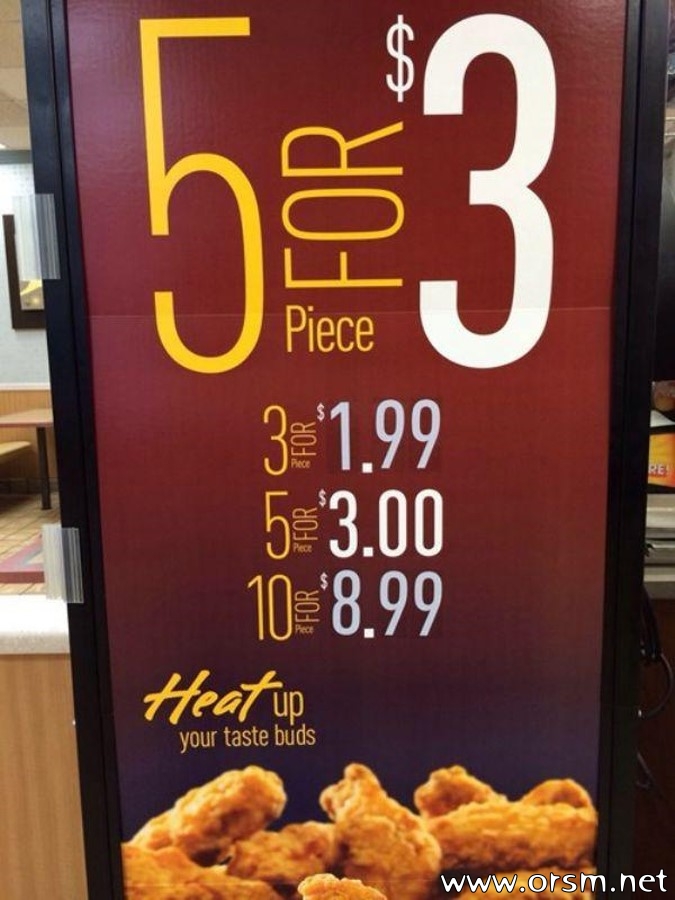 5 Piece FOR $3
3 Piece FOR $1.99
5 Piece FOR $3.00
10 Piece FOR $8.99
Heat up
your taste buds
RE!
www.orsm.net